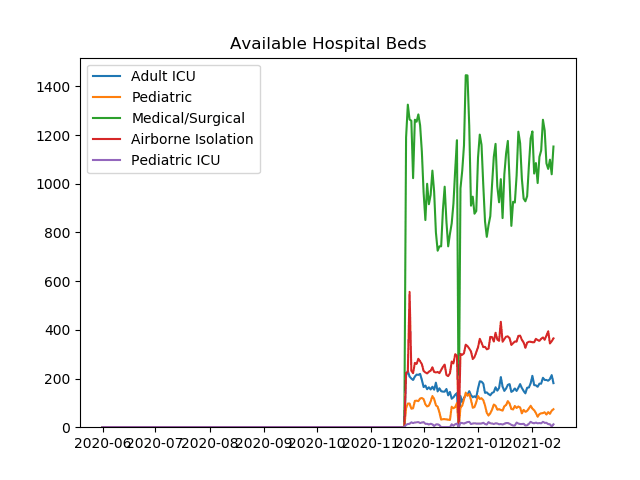 Available Hospital Beds
Adult ICU
Pediatric
Medical/Surgical
Airborne Isolation
Pediatric ICU
1400
1200
1000
800
600
400
200
0
2020-06 2020-07 2020-08 2020-09 2020-10 2020-11 2020-12 2021-01 2021-02